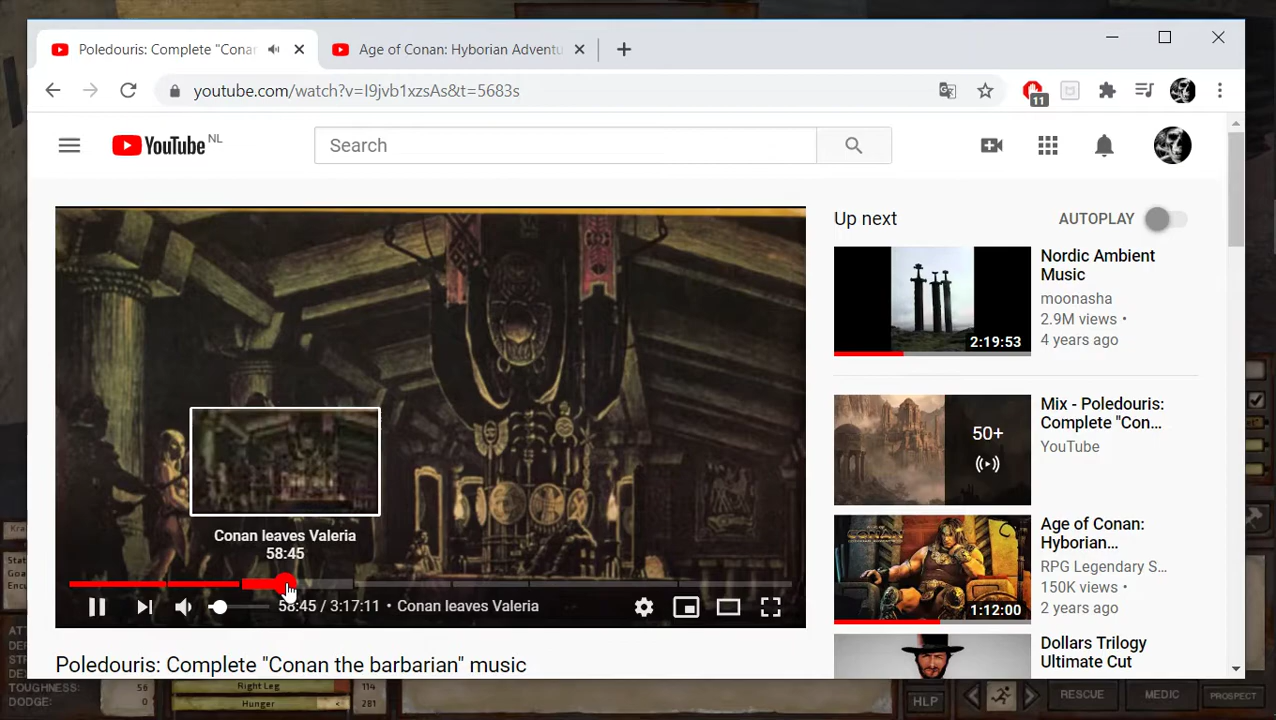 Poledouris: Complete "Conan
Age of Conan: Hyborian Adventu
youtube.com/watch?v=I9jvb1xzsAs&t=5683s
11
YouTube NL
Search
Up next
AUTOPLAY
Nordic Ambient
Music
moonasha
2.9M views •
4 years ago
2:19:53
Mix - Poledouris:
Complete "Con...
YouTube
50+
Age of Conan:
Hyborian...
RPG Legendary S...
150K views •
2 years ago
1:12:00
Dollars Trilogy
Ultimate Cut
Conan leaves Valeria
58:45
58:45 / 3:17:11 • Conan leaves Valeria
Poledouris: Complete "Conan the barbarian" music
TOUGHNESS: 56
DODGE: 0
Right Leg 114
Hunger < 281
HLP
RESCUE
MEDIC
PROSPECT